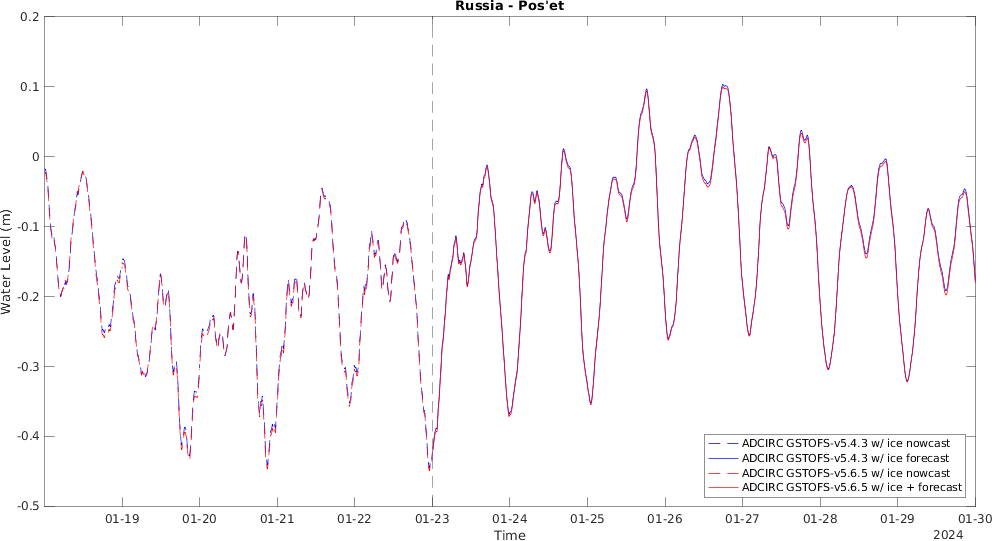 Russia - Pos'et
0.2
0.1
0
-0.1
-0.2
-0.3
-0.4
-0.5
Water Level (m)
ADCIRC GSTOFS-v5.4.3 w/ ice nowcast
ADCIRC GSTOFS-v5.4.3 w/ ice forecast
ADCIRC GSTOFS-v5.6.5 w/ ice nowcast
ADCIRC GSTOFS-v5.6.5 w/ ice + forecast
01-19 01-20 01-21 01-22 01-23 01-24 01-25 01-26 01-27 01-28 01-29 01-30
Time
2024